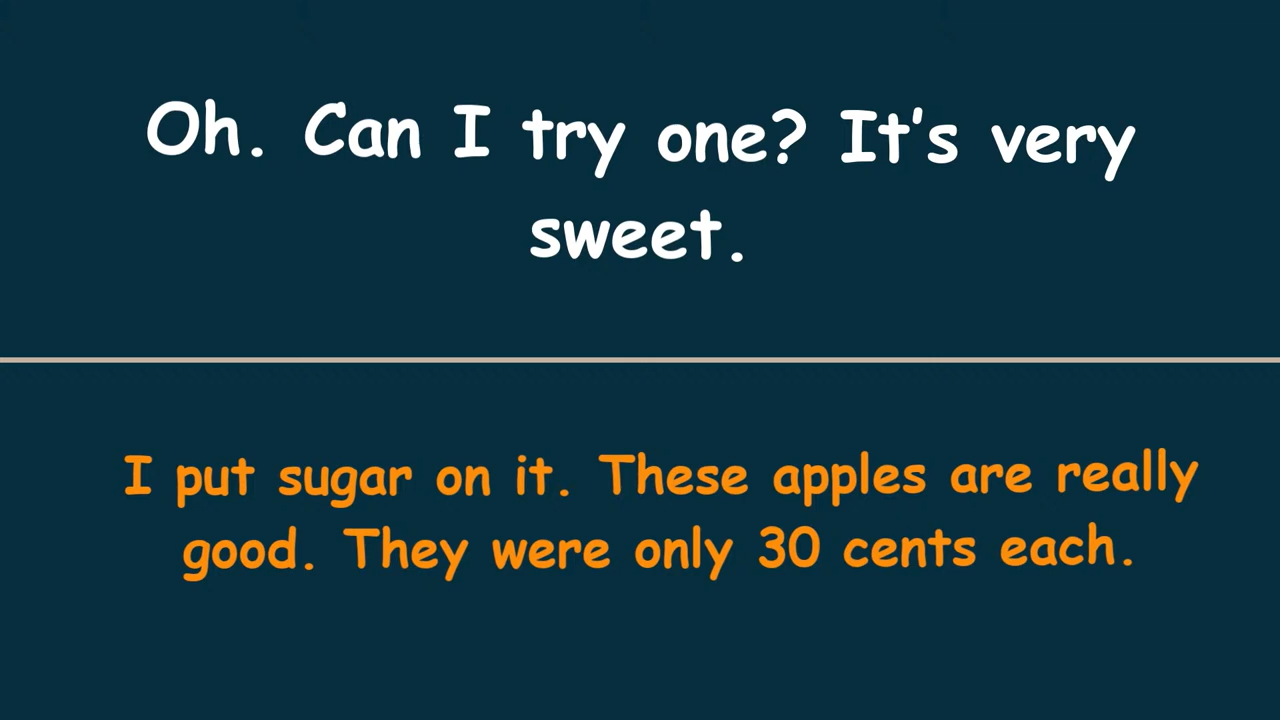 Oh. Can I try one? It's very
sweet.
I put sugar on it. These apples are really
good. They were only 30 cents each.